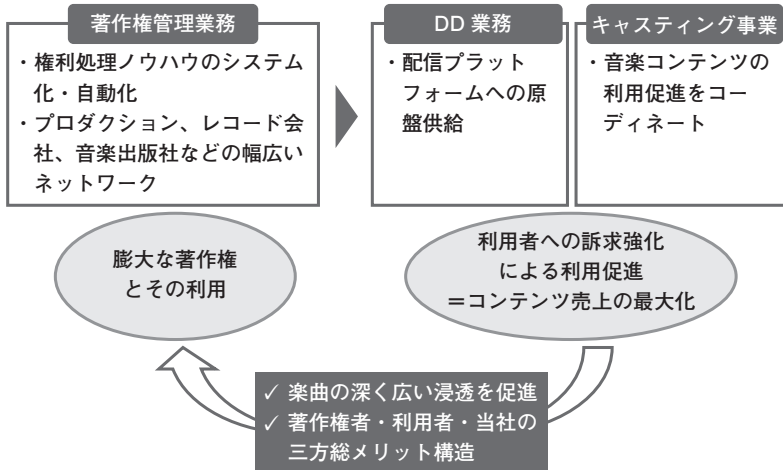 著作権管理業務
・権利処理ノウハウのシステム
化・自動化
・プロダクション、レコード会
社、音楽出版社などの幅広い
ネットワーク
DD 業務
・配信プラット
フォームへの原
盤供給
キャスティング事業
・音楽コンテンツの
利用促進をコー
ディネート
膨大な著作権
とその利用
利用者への訴求強化
による利用促進
＝コンテンツ売上の最大化
✓ 楽曲の深く広い浸透を促進
✓ 著作権者・利用者・当社の
三方総メリット構造